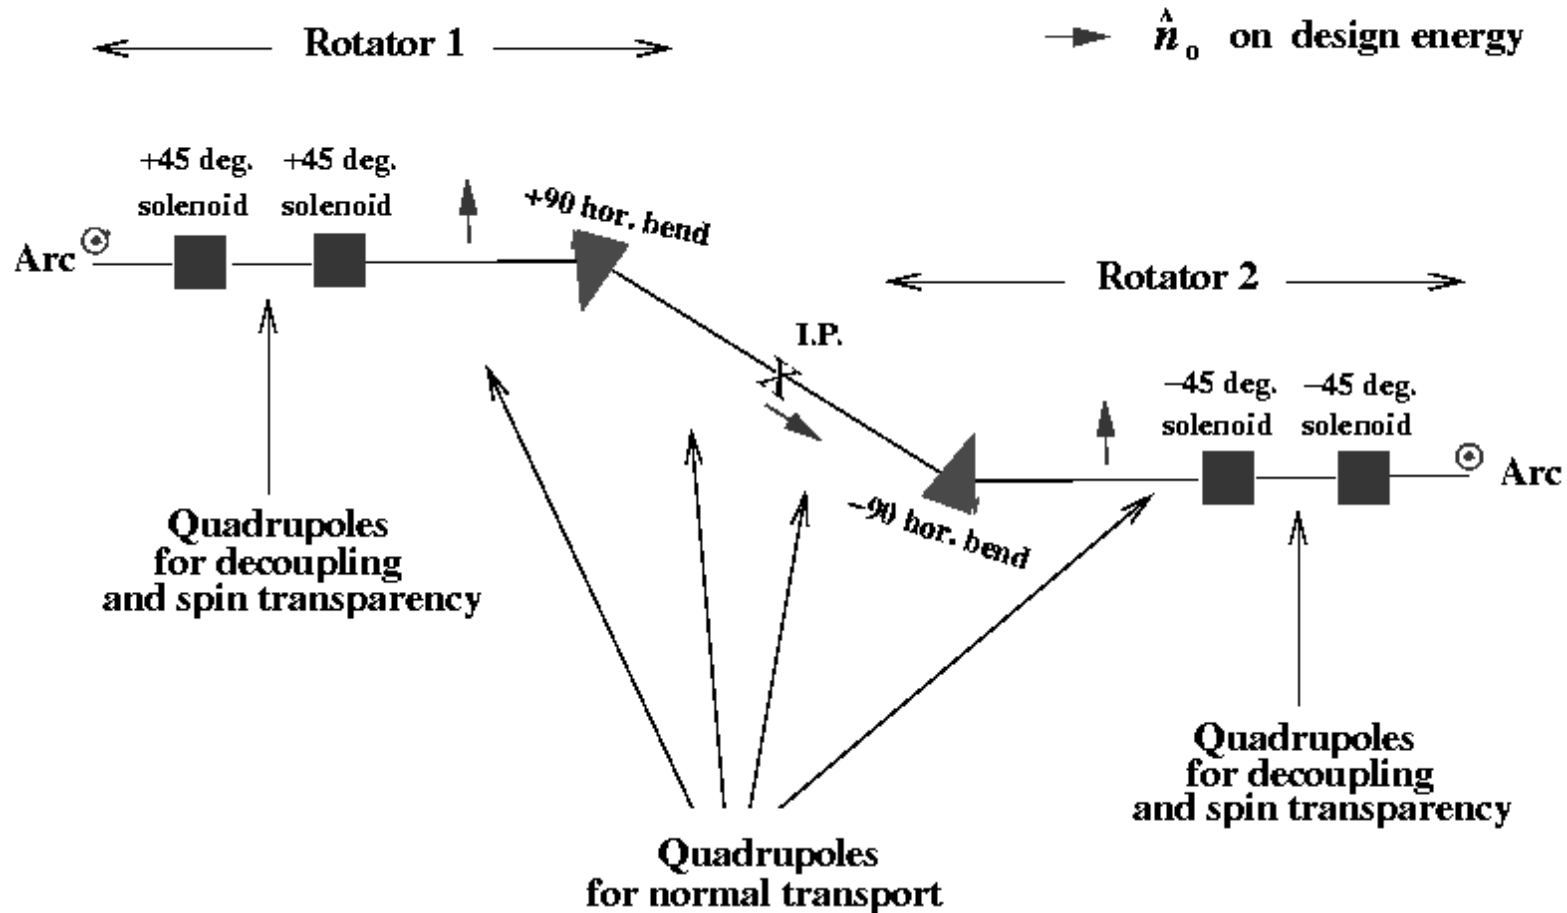 Rotator 1
n̂₀ on design energy
+45 deg. solenoid
+45 deg. solenoid
+90 hor. bend
Arc
Rotator 2
I.P.
−45 deg. solenoid
−45 deg. solenoid
Arc
−90 hor. bend
Quadrupoles
for decoupling
and spin transparency
Quadrupoles
for decoupling
and spin transparency
Quadrupoles
for normal transport